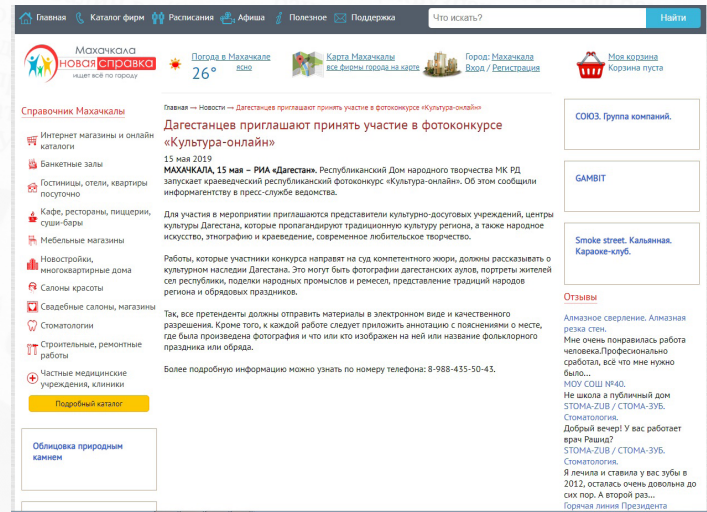 Главная Каталог фирм Расписания Афиша Полезное Поддержка Что искать? Найти
Махачкала
новая справка
ищет всё по городу
Погода в Махачкале
26° ясно
Карта Махачкалы
все фирмы города на карте
Город: Махачкала
Вход / Регистрация
Моя корзина
Корзина пуста
Справочник Махачкалы
Интернет магазины и онлайн
каталоги
Банкетные залы
Гостиницы, отели, квартиры
посуточно
Кафе, рестораны, пиццерии,
суши-бары
Мебельные магазины
Новостройки,
многоквартирные дома
Салоны красоты
Свадебные салоны, магазины
Стоматологии
Строительные, ремонтные
работы
Частные медицинские
учреждения, клиники
Подробный каталог
Облицовка природным
камнем
Главная → Новости → Дагестанцев приглашают принять участие в фотоконкурсе «Культура-онлайн»
Дагестанцев приглашают принять участие в фотоконкурсе
«Культура-онлайн»
15 мая 2019
МАХАЧКАЛА, 15 мая – РИА «Дагестан». Республиканский Дом народного творчества МК РД
запускает краеведческий республиканский фотоконкурс «Культура-онлайн». Об этом сообщили
информагентству в пресс-службе ведомства.
Для участия в мероприятии приглашаются представители культурно-досуговых учреждений, центры
культуры Дагестана, которые пропагандируют традиционную культуру региона, а также народное
искусство, этнографию и краеведение, современное любительское творчество.
Работы, которые участники конкурса направят на суд компетентного жюри, должны рассказывать о
культурном наследии Дагестана. Это могут быть фотографии дагестанских аулов, портреты жителей
сел республики, поделки народных промыслов и ремесел, представление традиций народов
региона и обрядовых праздников.
Так, все претенденты должны отправить материалы в электронном виде и качественного
разрешения. Кроме того, к каждой работе следует приложить аннотацию с пояснениями о месте,
где была произведена фотография и что или кто изображен на ней или название фольклорного
праздника или обряда.
Более подробную информацию можно узнать по номеру телефона: 8-988-435-50-43.
СОЮЗ. Группа компаний.
GAMBIT
Smoke street. Кальянная.
Караоке-клуб.
Отзывы
Алмазное сверление. Алмазная
резка стен.
Мне очень понравилась работа
человека.Професионально
сработал, всё что мне нужно
было...
МОУ СОШ №40.
Не школа а публичный дом
STOMA-ZUB / СТОМА-ЗУБ.
Стоматология.
Добрый вечер! У вас работает
врач Рашид?
STOMA-ZUB / СТОМА-ЗУБ.
Стоматология.
Я лечила и ставила у вас зубы в
2012, осталась очень довольна до
сих пор. А второй раз...
Горячая линия Президента